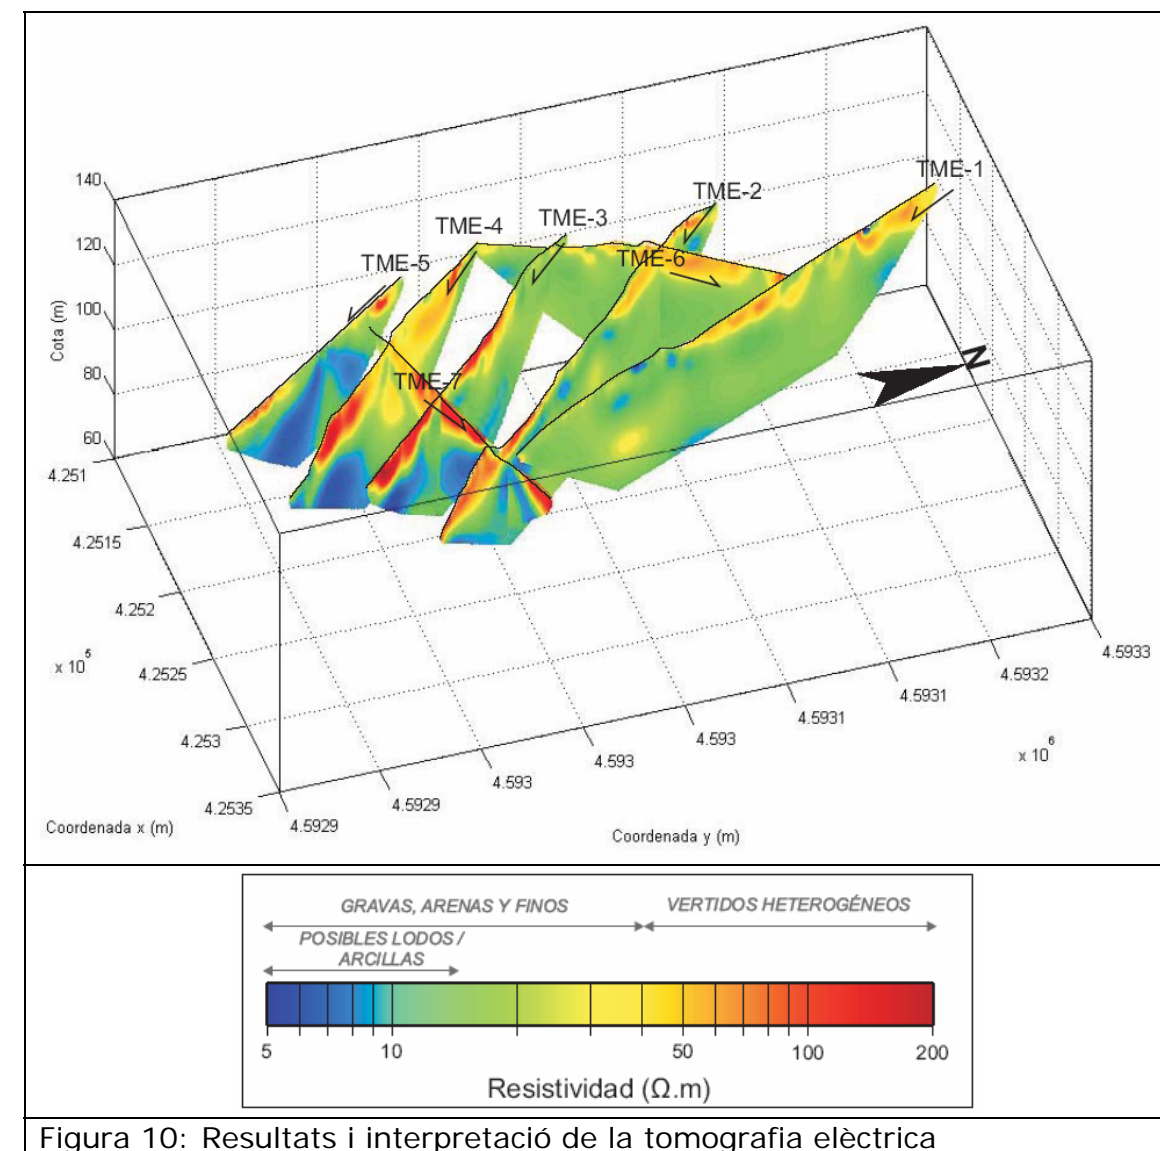 TME-1
TME-2
TME-3
TME-4
TME-5
TME-6
TME-7
N
140
120
100
80
60
Cota (m)
4.251
4.2515
4.252
4.2525
4.253
4.2535
x 10^5
Coordenada x (m)
4.5929
4.5929
4.593
4.593
4.593
4.5931
4.5931
4.5932
4.5933
x 10^6
Coordenada y (m)
GRAVAS, ARENAS Y FINOS
VERTIDOS HETEROGÉNEOS
POSIBLES LODOS /
ARCILLAS
5 10 50 100 200
Resistividad (Ω.m)
Figura 10: Resultats i interpretació de la tomografia elèctrica